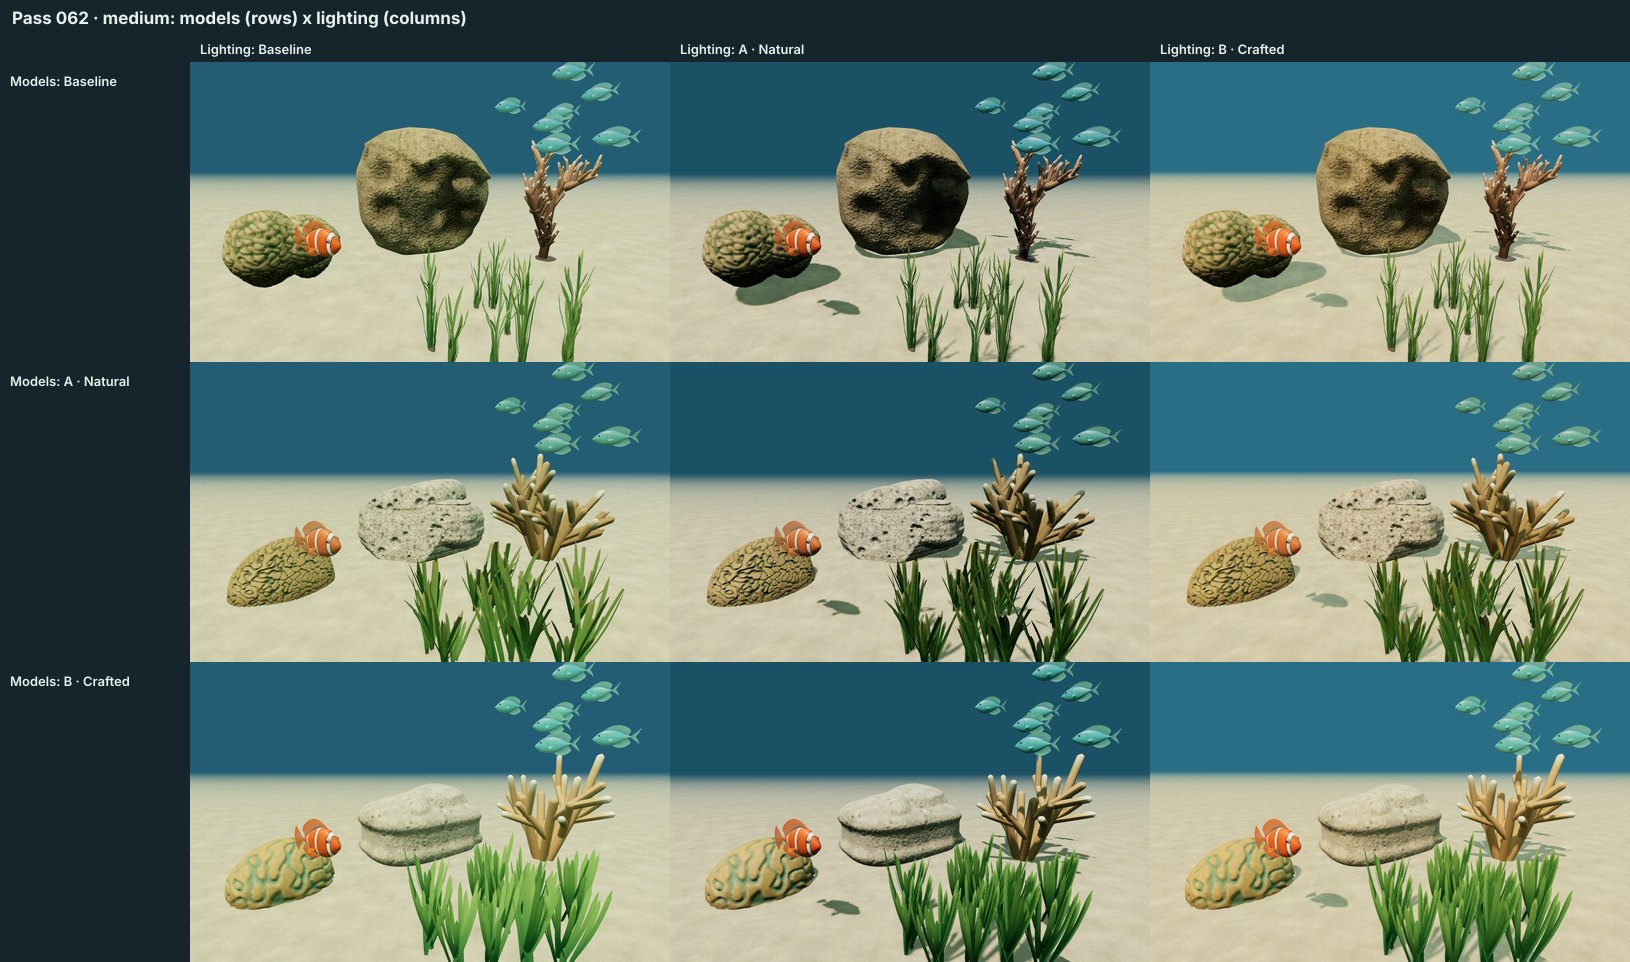 Pass 062 · medium: models (rows) x lighting (columns)
Lighting: Baseline
Lighting: A · Natural
Lighting: B · Crafted
Models: Baseline
Models: A · Natural
Models: B · Crafted